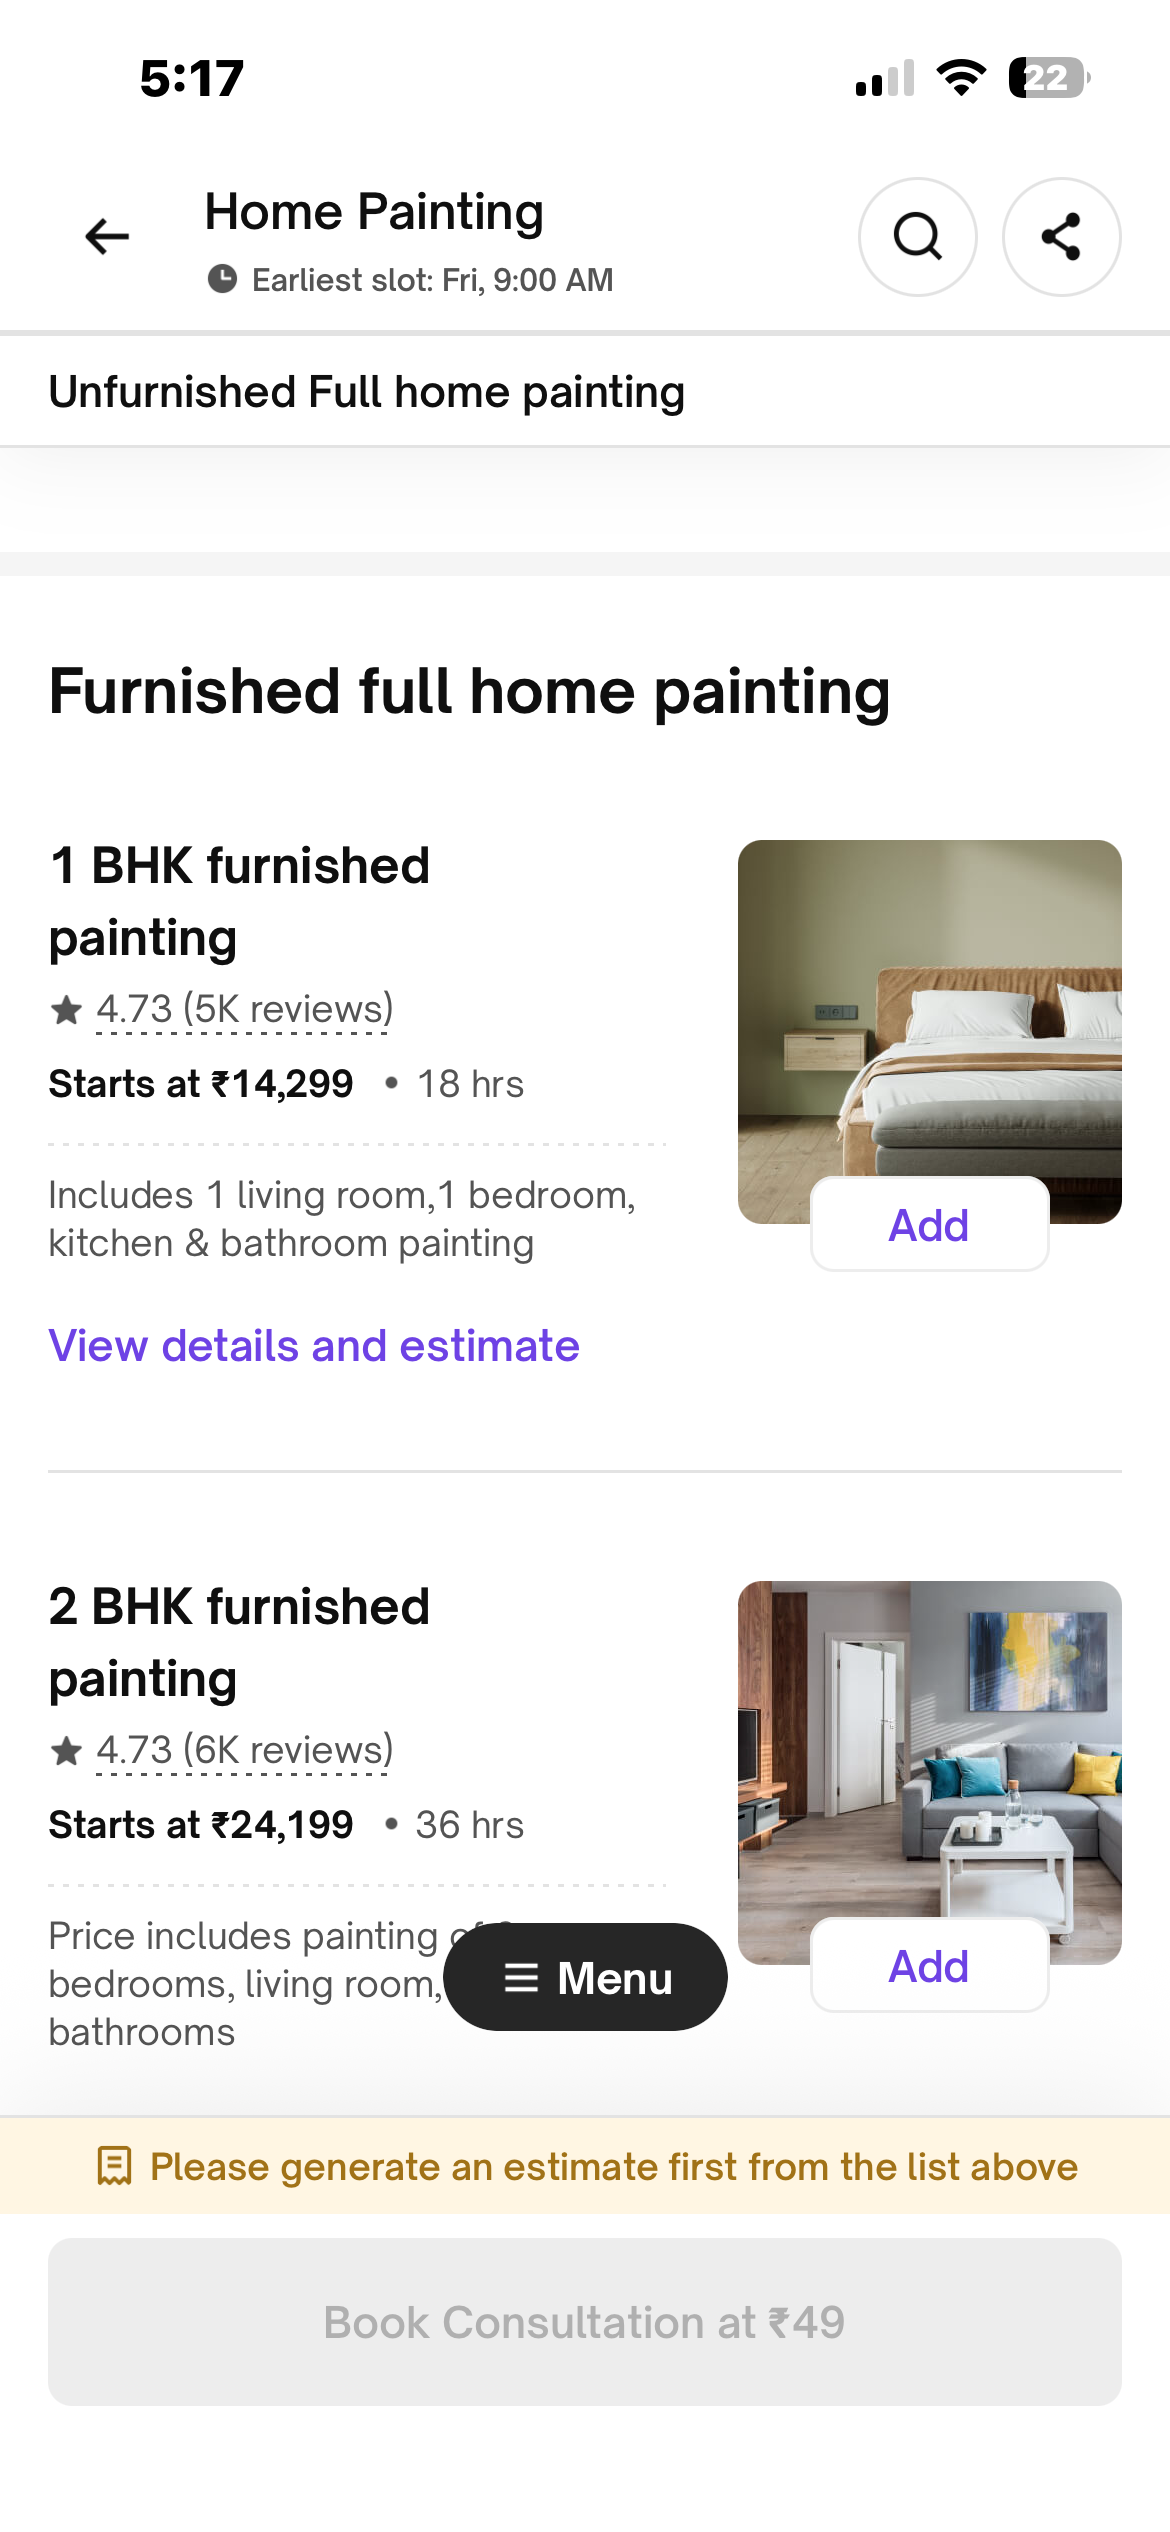 5:17
22
Home Painting
Earliest slot: Fri, 9:00 AM
Unfurnished Full home painting
Furnished full home painting
1 BHK furnished
painting
4.73 (5K reviews)
Starts at ₹14,299 • 18 hrs
Includes 1 living room,1 bedroom,
kitchen & bathroom painting
Add
View details and estimate
2 BHK furnished
painting
4.73 (6K reviews)
Starts at ₹24,199 • 36 hrs
Price includes painting
bedrooms, living room,
bathrooms
Add
Menu
Please generate an estimate first from the list above
Book Consultation at ₹49